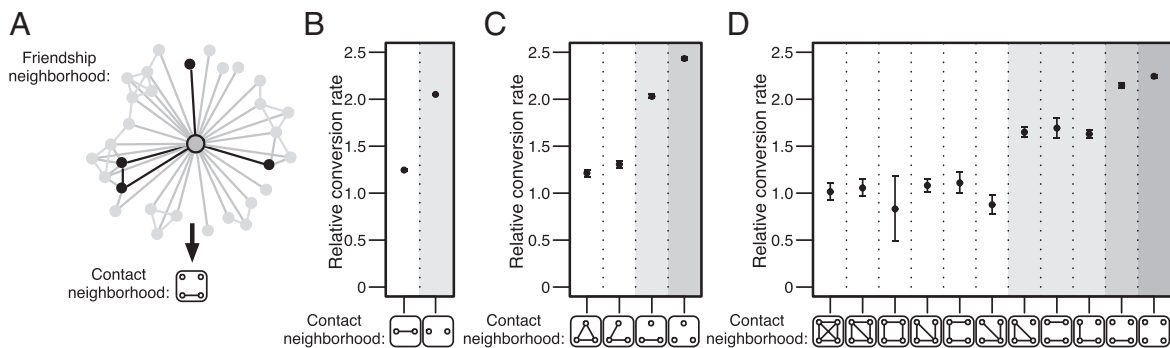 A
Friendship
neighborhood:
Contact
neighborhood:
B
Relative conversion rate
2.5
2.0
1.5
1.0
0.5
0
Contact
neighborhood:
C
Relative conversion rate
2.5
2.0
1.5
1.0
0.5
0
Contact
neighborhood:
D
Relative conversion rate
2.5
2.0
1.5
1.0
0.5
0
Contact
neighborhood: